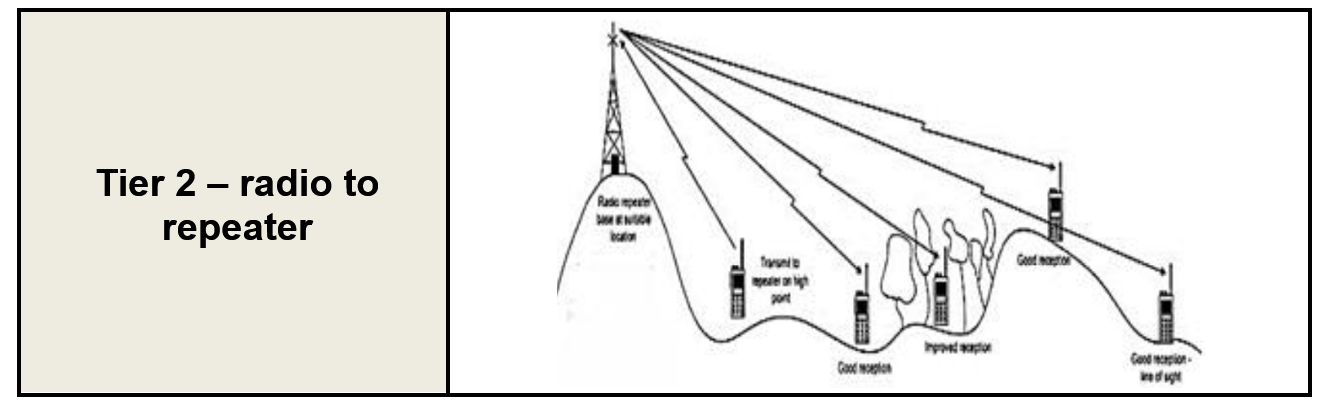 Tier 2 – radio to
repeater
Radio repeater
base at suitable
location
Transmit to
repeater on high
point
Good reception
Improved reception
Good reception
Good reception -
line of sight